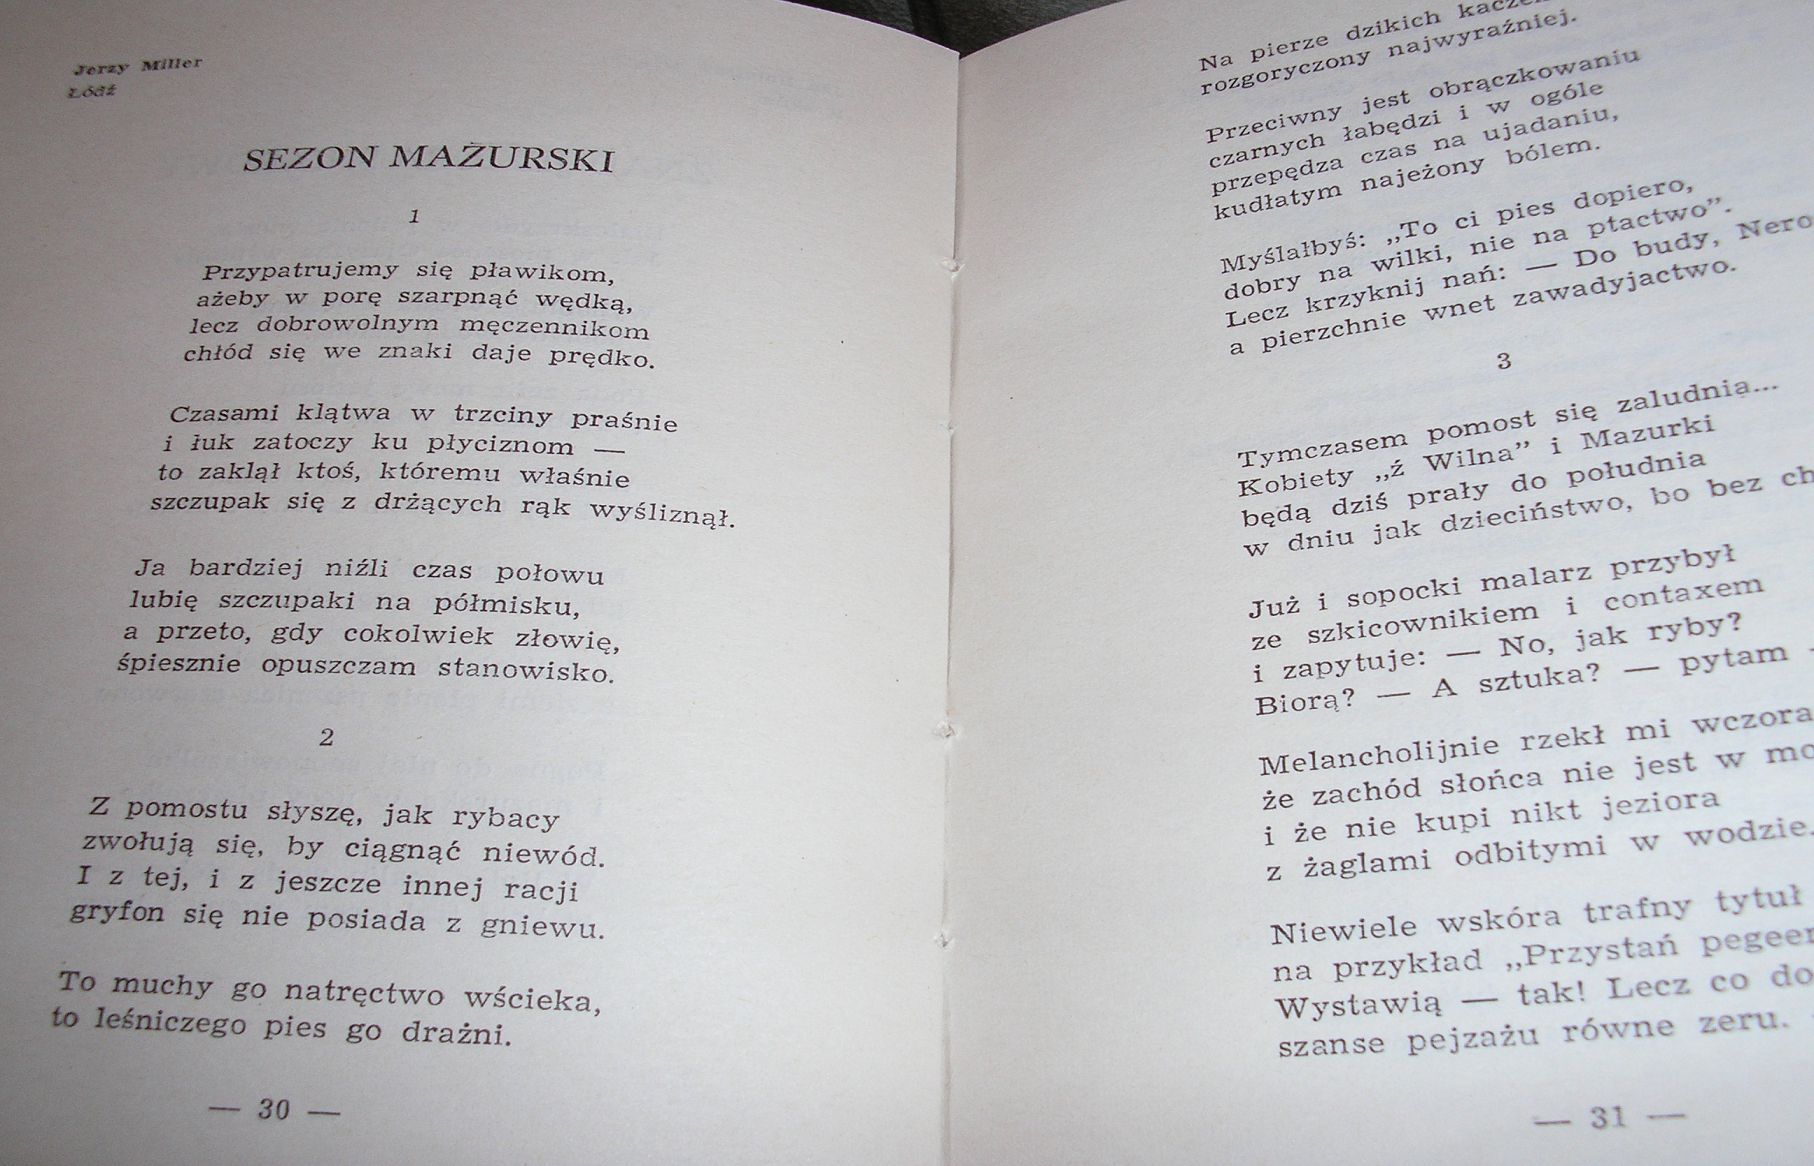 Jerzy Miller
Łódź
SEZON MAŻURSKI
1
Przypatrujemy się pławikom,
ażeby w porę szarpnąć wędką,
lecz dobrowolnym męczennikom
chłód się we znaki daje prędko.
Czasami klątwa w trzciny praśnie
i łuk zatoczy ku płyciznom —
to zaklął ktoś, któremu właśnie
szczupak się z drżących rąk wyśliznął.
Ja bardziej niźli czas połowu
lubię szczupaki na półmisku,
a przeto, gdy cokolwiek złowię,
śpiesznie opuszczam stanowisko.
2
Z pomostu słyszę, jak rybacy
zwołują się, by ciągnąć niewód.
I z tej, i z jeszcze innej racji
gryfon się nie posiada z gniewu.
To muchy go natręctwo wścieka,
to leśniczego pies go drażni.
— 30 —
Na pierze dzikich
rozgoryczony najwyraźniej.
Przeciwny jest obrączkowaniu
czarnych łabędzi i w ogóle
przepędza czas na ujadaniu,
kudłatym najeżony bólem.
Myślałbyś: „To ci pies dopiero,
dobry na wilki, nie na ptactwo”.
Lecz krzyknij nań: — Do budy, Nero
a pierzchnie wnet zawadyjactwo.
3
Tymczasem pomost się zaludnia...
Kobiety „ź Wilna” i Mazurki
będą dziś prały do południa
w dniu jak dzieciństwo, bo bez ch
Już i sopocki malarz przybył
ze szkicownikiem i contaxem
i zapytuje: — No, jak ryby?
Biorą? — A sztuka? — pytam
Melancholijnie rzekł mi wczora
że zachód słońca nie jest w mo
i że nie kupi nikt jeziora
z żaglami odbitymi w wodzie.
Niewiele wskóra trafny tytuł
na przykład „Przystań pegeer
Wystawią — tak! Lecz co do
szanse pejzażu równe zeru.
— 31 —